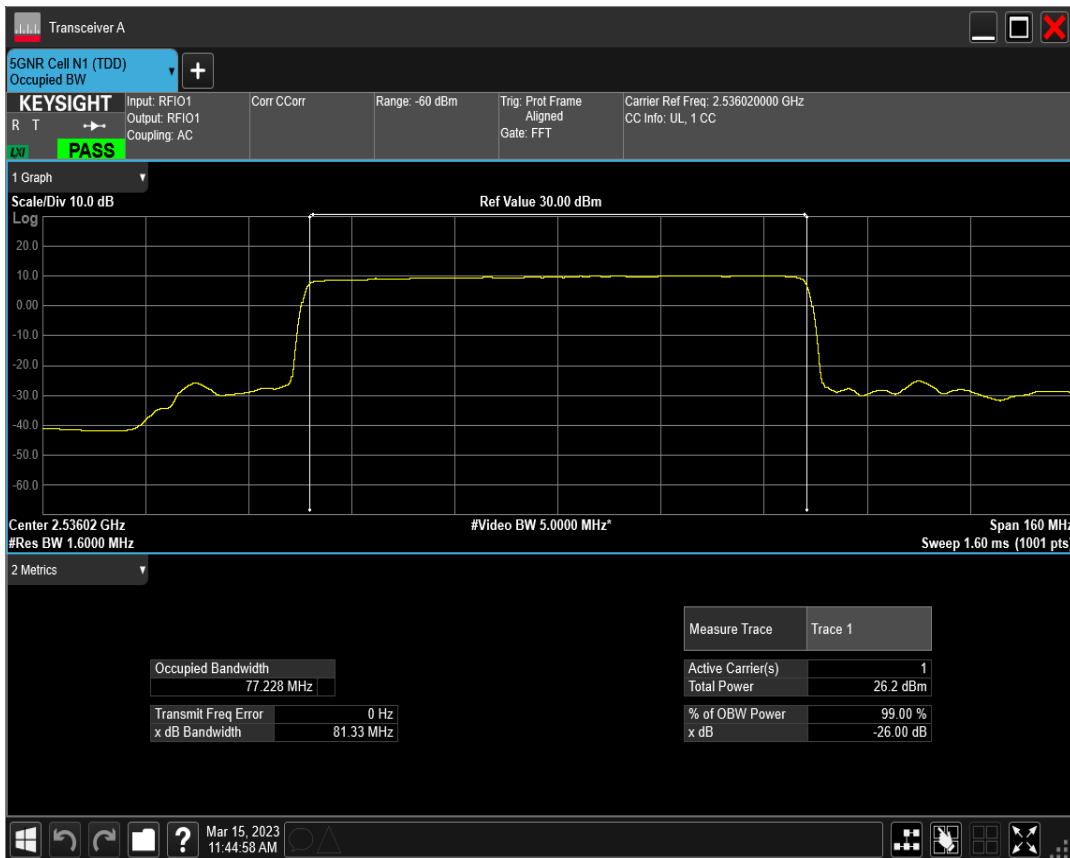 Transceiver A
5GNR Cell N1 (TDD)
Occupied BW
KEYSIGHT
R T
LXI
PASS
Input: RFIO1
Output: RFIO1
Coupling: AC
Corr CCorr
Range: -60 dBm
Trig: Prot Frame
Aligned
Gate: FFT
Carrier Ref Freq: 2.536020000 GHz
CC Info: UL, 1 CC
1 Graph
Scale/Div 10.0 dB
Ref Value 30.00 dBm
Log
20.0
10.0
0.00
-10.0
-20.0
-30.0
-40.0
-50.0
-60.0
Center 2.53602 GHz
#Video BW 5.0000 MHz*
Span 160 MHz
#Res BW 1.6000 MHz
Sweep 1.60 ms (1001 pts)
2 Metrics
Measure Trace Trace 1
Occupied Bandwidth
77.228 MHz
Active Carrier(s) 1
Total Power 26.2 dBm
Transmit Freq Error 0 Hz
x dB Bandwidth 81.33 MHz
% of OBW Power 99.00 %
x dB -26.00 dB
?
Mar 15, 2023
11:44:58 AM